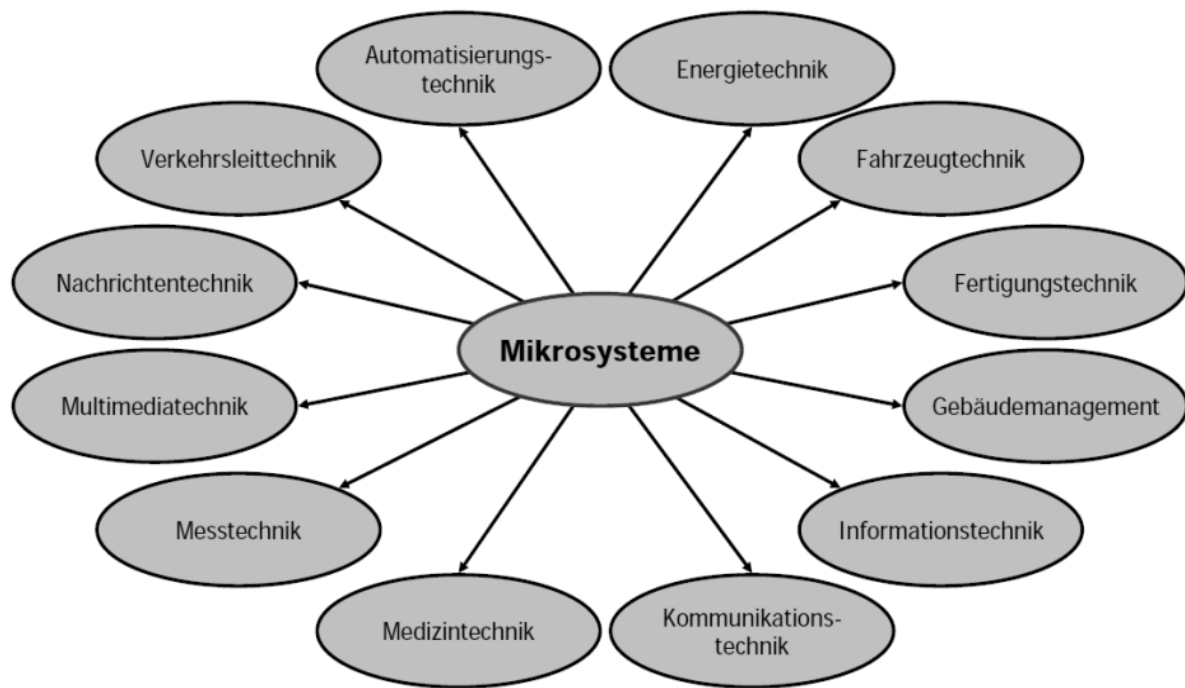 Automatisierungs-
technik
Energietechnik
Verkehrsleittechnik
Fahrzeugtechnik
Nachrichtentechnik
Fertigungstechnik
Mikrosysteme
Multimediatechnik
Gebäudemanagement
Messtechnik
Informationstechnik
Medizintechnik
Kommunikations-
technik